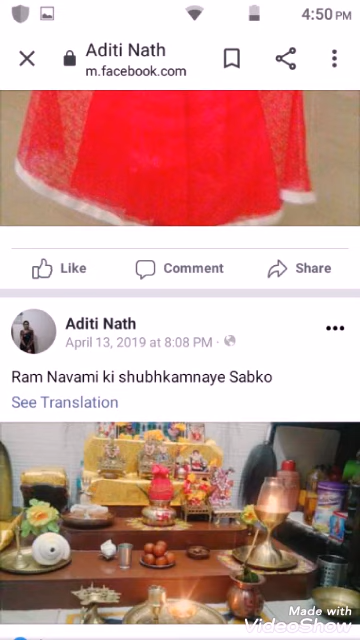 4:50 PM
Aditi Nath
m.facebook.com
Like Comment Share
Aditi Nath
April 13, 2019 at 8:08 PM ·
Ram Navami ki shubhkamnaye Sabko
See Translation
Made with
VideoShow